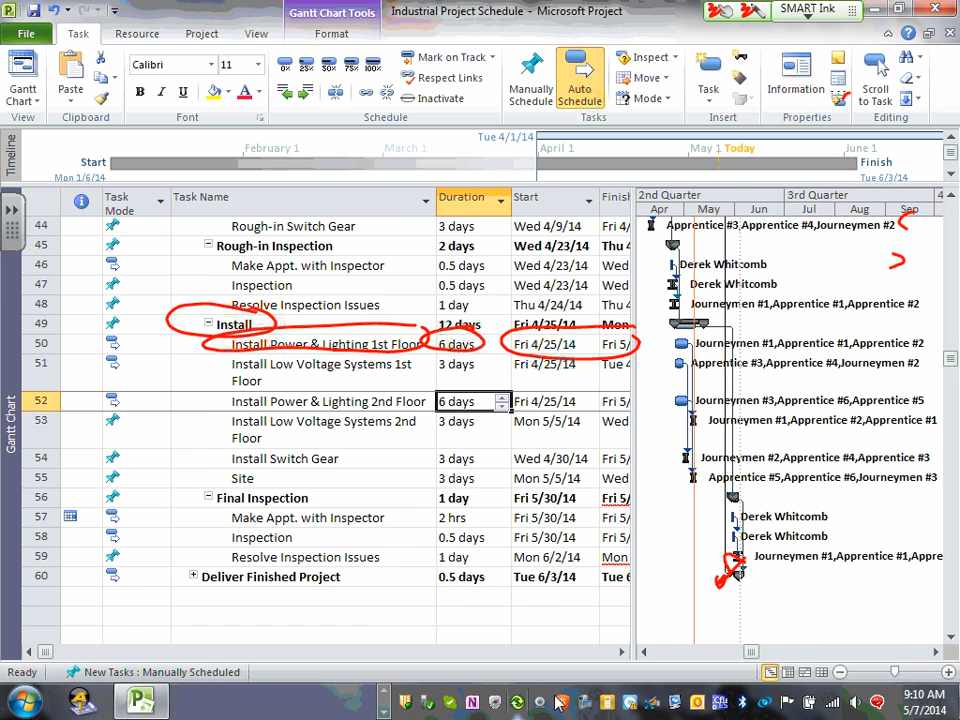 Gantt Chart Tools
Industrial Project Schedule - Microsoft Project
SMART Ink
File Task Resource Project View Format
Gantt Chart
View
Paste
Clipboard
Calibri 11
B I U A
Font
0% 25% 50% 75% 100%
Mark on Track
Respect Links
Inactivate
Schedule
Manually Schedule
Auto Schedule
Inspect
Move
Mode
Tasks
Task
Insert
Information
Properties
Scroll to Task
Editing
Timeline
Tue 4/1/14
February 1 March 1 April 1 May 1 Today June 1
Start
Mon 1/6/14
Finish
Tue 6/3/14
Gantt Chart
Task Mode Task Name Duration Start Finish
2nd Quarter 3rd Quarter 4
Apr May Jun Jul Aug Sep
44 Rough-in Switch Gear 3 days Wed 4/9/14 Fri 4/ Apprentice #3,Apprentice #4,Journeymen #2
45 Rough-in Inspection 2 days Wed 4/23/14 Thu 4
46 Make Appt. with Inspector 0.5 days Wed 4/23/14 Wed Derek Whitcomb
47 Inspection 0.5 days Wed 4/23/14 Wed Derek Whitcomb
48 Resolve Inspection Issues 1 day Thu 4/24/14 Thu 4 Journeymen #1,Apprentice #1,Apprentice #2
49 Install 12 days Fri 4/25/14 Mon
50 Install Power & Lighting 1st Floor 6 days Fri 4/25/14 Fri 5/ Journeymen #1,Apprentice #1,Apprentice #2
51 Install Low Voltage Systems 1st Floor 3 days Fri 4/25/14 Tue 4 Apprentice #3,Apprentice #4,Journeymen #2
52 Install Power & Lighting 2nd Floor 6 days Fri 4/25/14 Fri 5/ Journeymen #3,Apprentice #6,Apprentice #5
53 Install Low Voltage Systems 2nd Floor 3 days Mon 5/5/14 Wed Journeymen #1,Apprentice #2,Apprentice #1
54 Install Switch Gear 3 days Wed 4/30/14 Fri 5/ Journeymen #2,Apprentice #4,Apprentice #3
55 Site 3 days Mon 5/5/14 Wed Apprentice #5,Apprentice #6,Journeymen #3
56 Final Inspection 1 day Fri 5/30/14 Fri 5/
57 Make Appt. with Inspector 2 hrs Fri 5/30/14 Fri 5/ Derek Whitcomb
58 Inspection 0.5 days Fri 5/30/14 Fri 5/ Derek Whitcomb
59 Resolve Inspection Issues 1 day Mon 6/2/14 Mon Journeymen #1,Apprentice #1,Appre
60 Deliver Finished Project 0.5 days Tue 6/3/14 Tue 6/
Ready New Tasks : Manually Scheduled
9:10 AM
5/7/2014